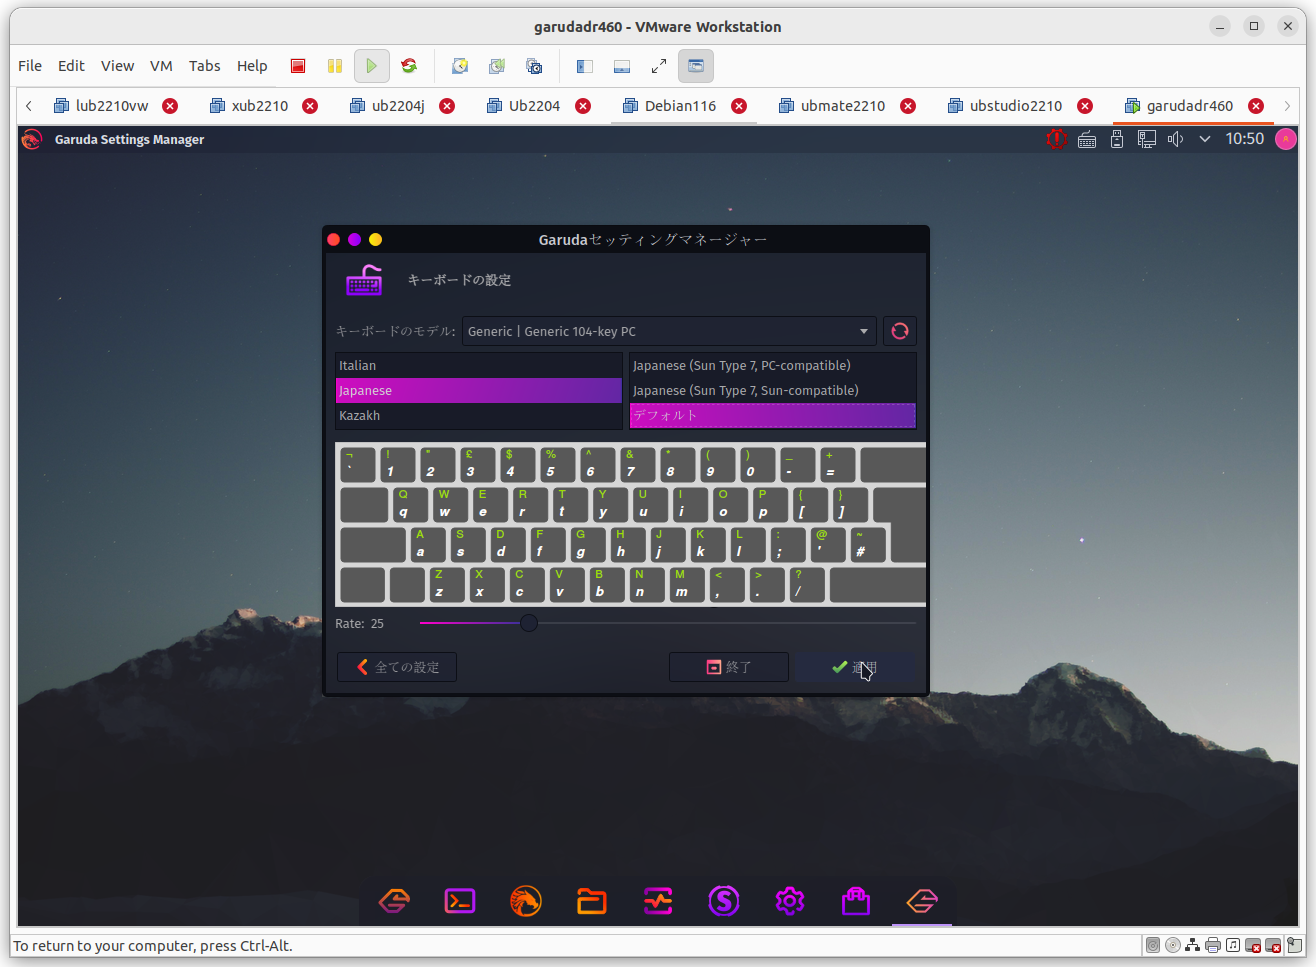 garudadr460 - VMware Workstation
File Edit View VM Tabs Help
lub2210vw xub2210 ub2204j Ub2204 Debian116 ubmate2210 ubstudio2210 garudadr460
Garuda Settings Manager 10:50
Garudaセッティングマネージャー
キーボードの設定
キーボードのモデル: Generic | Generic 104-key PC
Italian Japanese (Sun Type 7, PC-compatible)
Japanese Japanese (Sun Type 7, Sun-compatible)
Kazakh デフォルト
¬ ! " £ $ % ^ & * ( ) _ +
` 1 2 3 4 5 6 7 8 9 0 - =
Q W E R T Y U I O P { }
q w e r t y u i o p [ ]
A S D F G H J K L : @ ~
a s d f g h j k l ; ' #
Z X C V B N M < > ?
z x c v b n m , . /
Rate: 25
全ての設定 終了 適用
To return to your computer, press Ctrl-Alt.